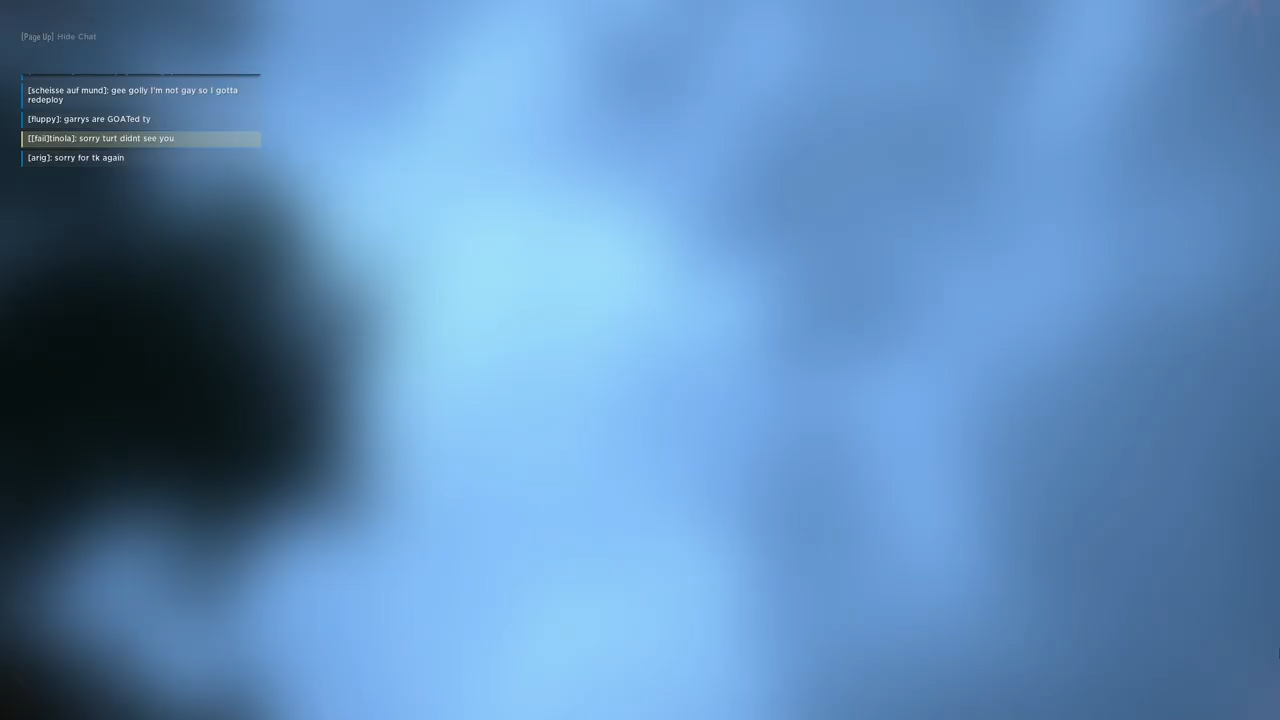 [Page Up] Hide Chat
[scheisse auf mund]: gee golly I'm not gay so I gotta
redeploy
[fluppy]: garrys are GOATed ty
[[fail]tinola]: sorry turt didnt see you
[arig]: sorry for tk again